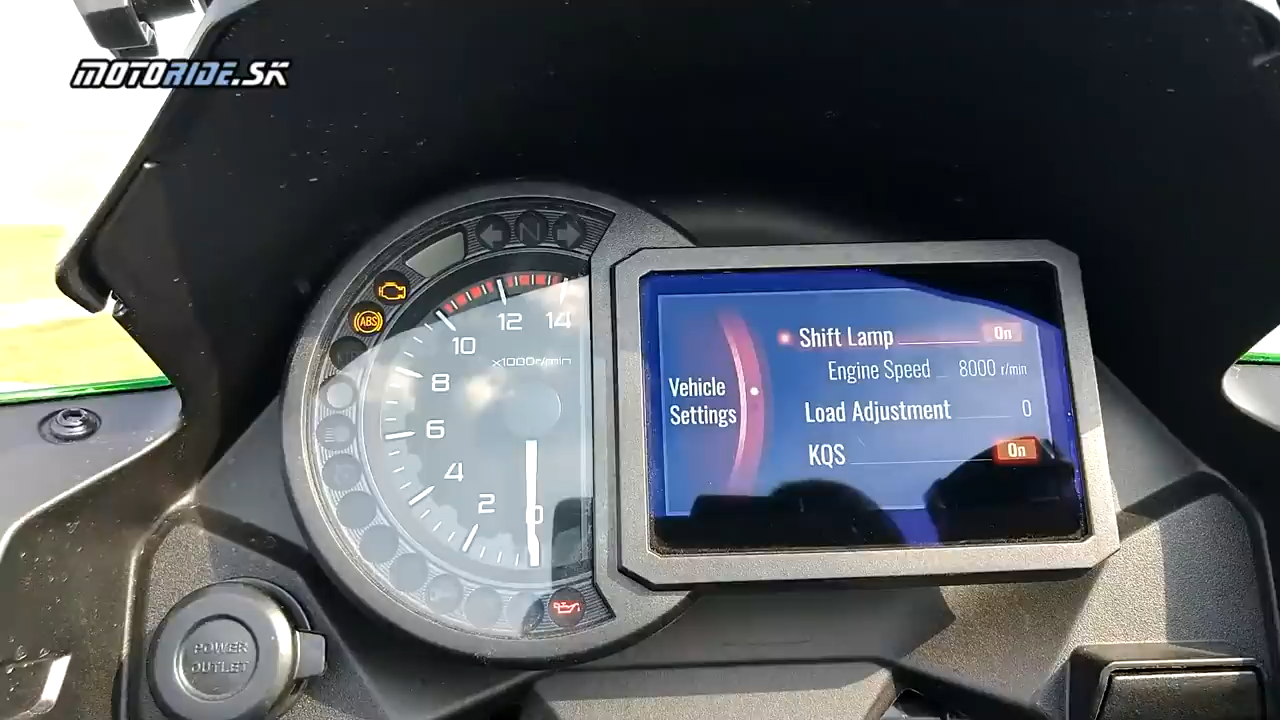 MOTORIDE.SK
N
ABS
12 14
10
x1000r/min
8
6
4
2
0
Vehicle
Settings
Shift Lamp On
Engine Speed 8000 r/min
Load Adjustment 0
KQS On
POWER
OUTLET